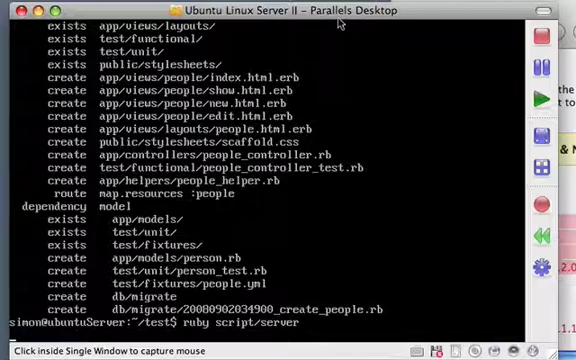 Ubuntu Linux Server II - Parallels Desktop
exists app/views/layouts/
exists test/functional/
exists test/unit/
exists public/stylesheets/
create app/views/people/index.html.erb
create app/views/people/show.html.erb
create app/views/people/new.html.erb
create app/views/people/edit.html.erb
create app/views/layouts/people.html.erb
create public/stylesheets/scaffold.css
create app/controllers/people_controller.rb
create test/functional/people_controller_test.rb
create app/helpers/people_helper.rb
route map.resources :people
dependency model
exists app/models/
exists test/unit/
exists test/fixtures/
create app/models/person.rb
create test/unit/person_test.rb
create test/fixtures/people.yml
create db/migrate
create db/migrate/20080902034900_create_people.rb
simon@ubuntuServer:~/test$ ruby script/server
Click inside Single Window to capture mouse
the
t to
& N
2.0